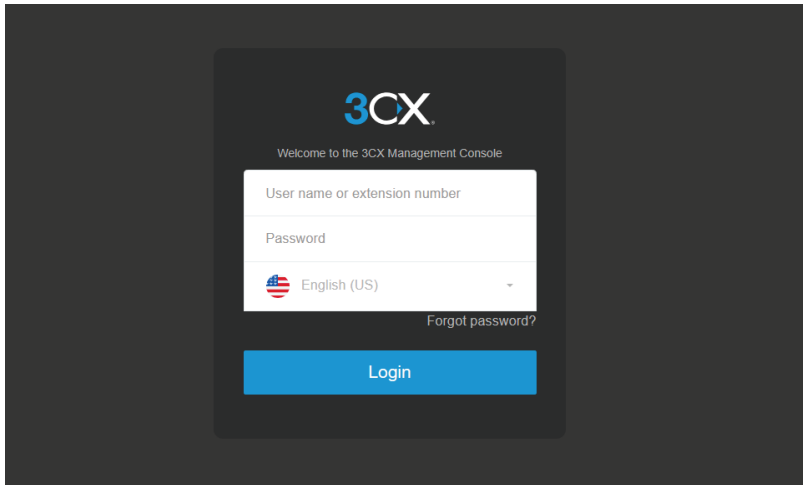 3CX
Welcome to the 3CX Management Console
User name or extension number
Password
English (US)
Forgot password?
Login